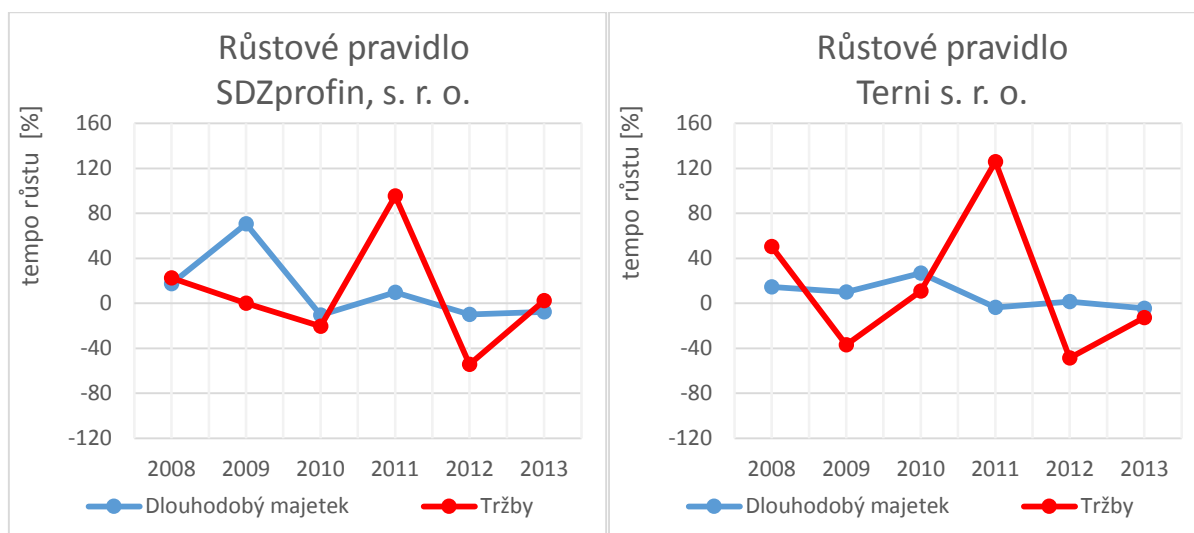 Růstové pravidlo
SDZprofin, s. r. o.
tempo růstu [%]
160
120
80
40
0
-40
-80
-120
2008 2009 2010 2011 2012 2013
Dlouhodobý majetek Tržby
Růstové pravidlo
Terni s. r. o.
tempo růstu [%]
160
120
80
40
0
-40
-80
-120
2008 2009 2010 2011 2012 2013
Dlouhodobý majetek Tržby